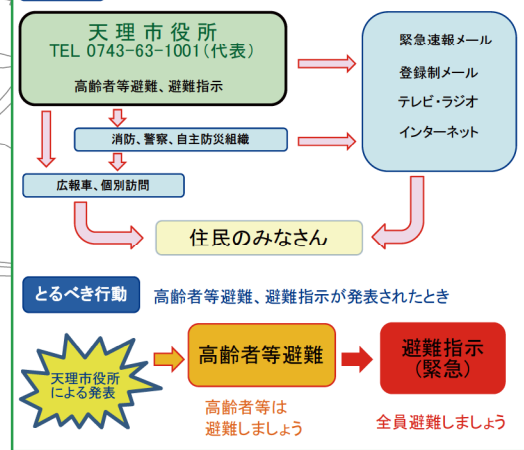 天理市役所
TEL 0743-63-1001(代表)
高齢者等避難、避難指示
緊急速報メール
登録制メール
テレビ・ラジオ
インターネット
消防、警察、自主防災組織
広報車、個別訪問
住民のみなさん
とるべき行動
高齢者等避難、避難指示が発表されたとき
天理市役所
による発表
高齢者等避難
避難指示
(緊急)
高齢者等は
避難しましょう
全員避難しましょう